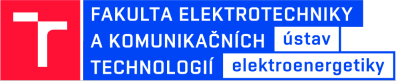 T
FAKULTA ELEKTROTECHNIKY
A KOMUNIKAČNÍCH ústav
TECHNOLOGIÍ elektroenergetiky